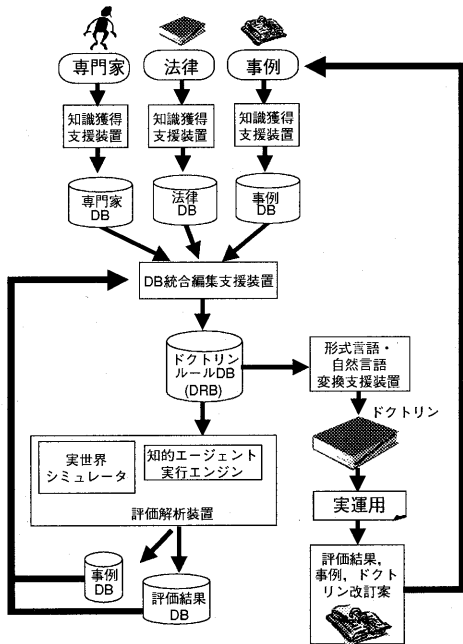 専門家
法律
事例
知識獲得
支援装置
知識獲得
支援装置
知識獲得
支援装置
専門家
DB
法律
DB
事例
DB
DB統合編集支援装置
ドクトリン
ルールDB
(DRB)
形式言語・
自然言語
変換支援装置
ドクトリン
実世界
シミュレータ
知的エージェント
実行エンジン
評価解析装置
実運用
事例
DB
評価結果
DB
評価結果,
事例, ドクト
リン改訂案